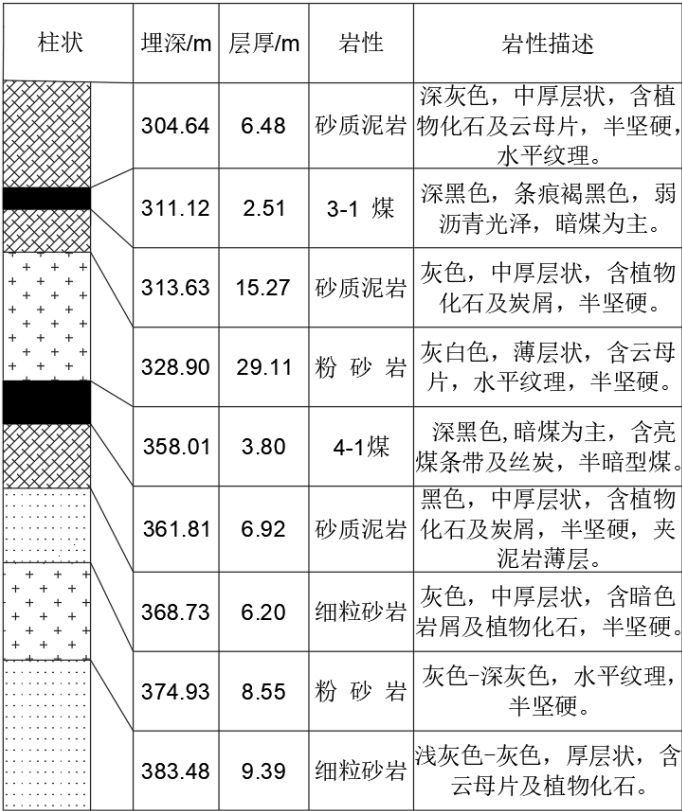 柱状 埋深/m 层厚/m 岩性 岩性描述
304.64 6.48 砂质泥岩 深灰色，中厚层状，含植
物化石及云母片，半坚硬，
水平纹理。
311.12 2.51 3-1 煤 深黑色，条痕褐黑色，弱
沥青光泽，暗煤为主。
313.63 15.27 砂质泥岩 灰色，中厚层状，含植物
化石及炭屑，半坚硬。
328.90 29.11 粉 砂 岩 灰白色，薄层状，含云母
片，水平纹理，半坚硬。
358.01 3.80 4-1煤 深黑色,暗煤为主，含亮
煤条带及丝炭，半暗型煤。
361.81 6.92 砂质泥岩 黑色，中厚层状，含植物
化石及炭屑，半坚硬，夹
泥岩薄层。
368.73 6.20 细粒砂岩 灰色，中厚层状，含暗色
岩屑及植物化石，半坚硬。
374.93 8.55 粉 砂 岩 灰色-深灰色，水平纹理，
半坚硬。
383.48 9.39 细粒砂岩 浅灰色-灰色，厚层状，含
云母片及植物化石。